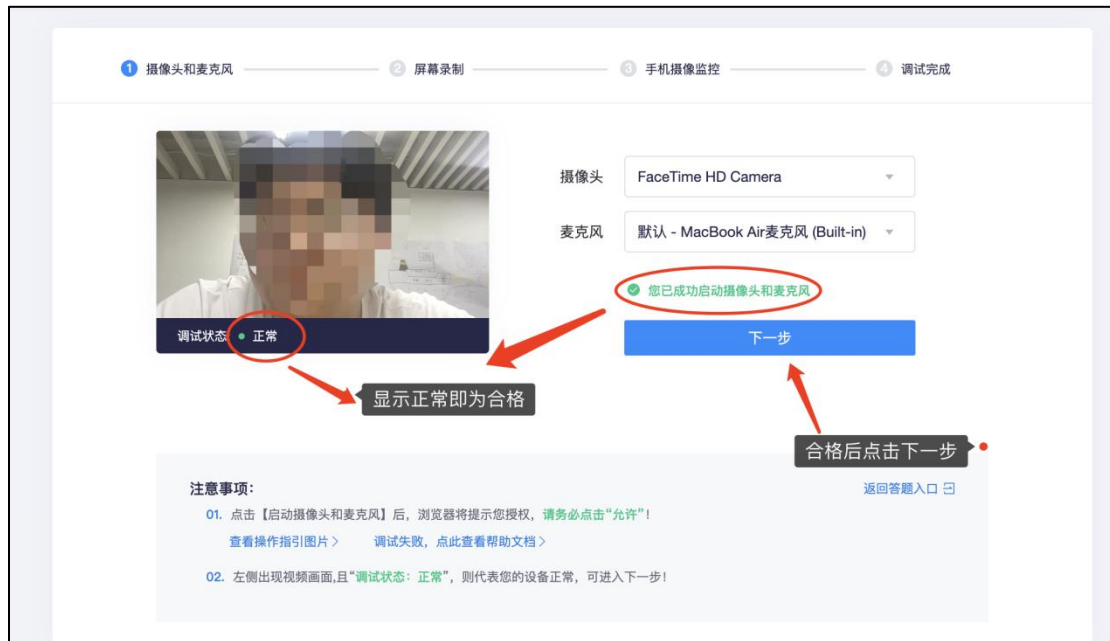 1 摄像头和麦克风 2 屏幕录制 3 手机摄像监控 4 调试完成
摄像头 FaceTime HD Camera
麦克风 默认 - MacBook Air麦克风 (Built-in)
您已成功启动摄像头和麦克风
调试状态 正常
下一步
显示正常即为合格
合格后点击下一步
注意事项：
返回答题入口
01. 点击【启动摄像头和麦克风】后，浏览器将提示您授权，请务必点击“允许”！
查看操作指引图片〉 调试失败，点此查看帮助文档〉
02. 左侧出现视频画面,且“调试状态：正常”，则代表您的设备正常，可进入下一步！